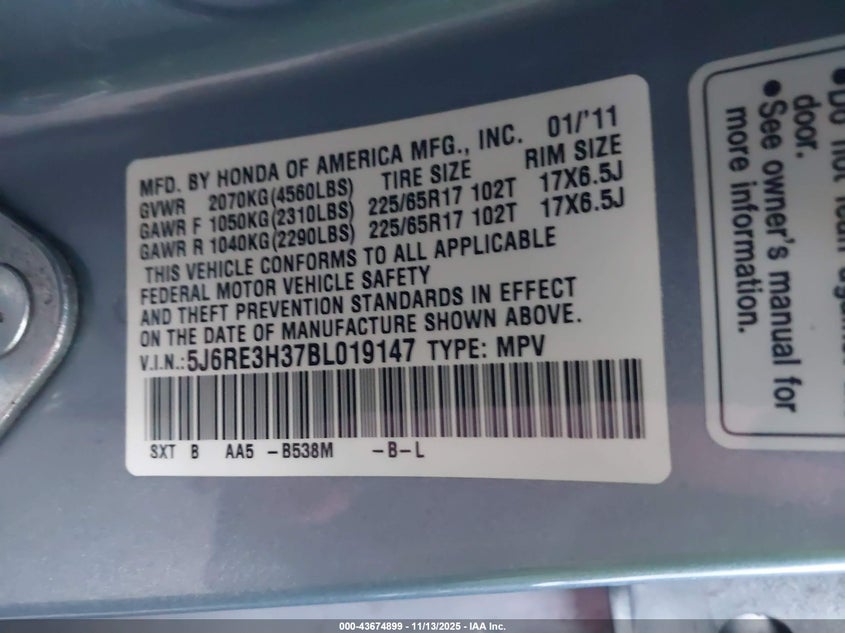 MFD. BY HONDA OF AMERICA MFG., INC. 01/'11
GVWR 2070KG(4560LBS) TIRE SIZE RIM SIZE
GAWR F 1050KG(2310LBS) 225/65R17 102T 17X6.5J
GAWR R 1040KG(2290LBS) 225/65R17 102T 17X6.5J
THIS VEHICLE CONFORMS TO ALL APPLICABLE
FEDERAL MOTOR VEHICLE SAFETY
AND THEFT PREVENTION STANDARDS IN EFFECT
ON THE DATE OF MANUFACTURE SHOWN ABOVE.
V.I.N.:5J6RE3H37BL019147 TYPE: MPV
SXT B AA5 -B538M -B-L
• Do not lean
door.
• See owner's manual for
more information.
000-43674899 - 11/13/2025 - IAA Inc.